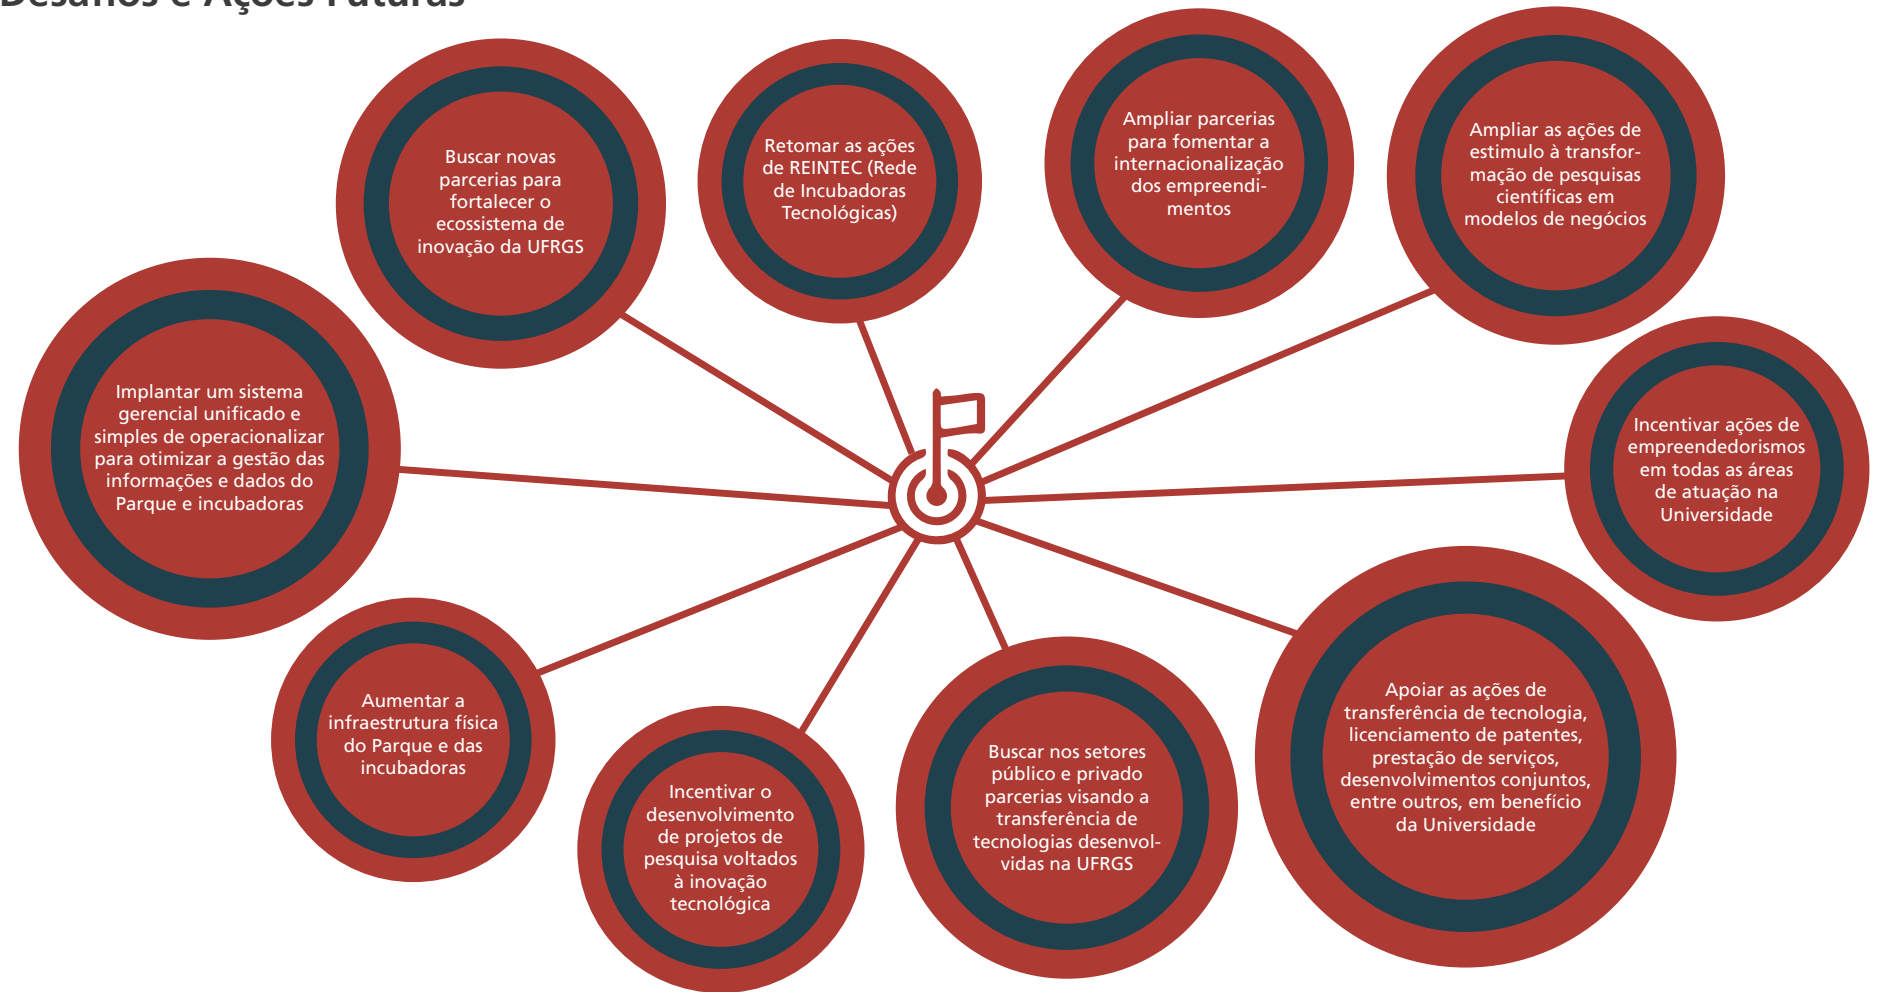 Desafios e Ações Futuras
Buscar novas
parcerias para
fortalecer o
ecossistema de
inovação da UFRGS
Retomar as ações
de REINTEC (Rede
de Incubadoras
Tecnológicas)
Ampliar parcerias
para fomentar a
internacionalização
dos empreendi-
mentos
Ampliar as ações de
estimulo à transfor-
mação de pesquisas
científicas em
modelos de negócios
Implantar um sistema
gerencial unificado e
simples de operacionalizar
para otimizar a gestão das
informações e dados do
Parque e incubadoras
Incentivar ações de
empreendedorismos
em todas as áreas
de atuação na
Universidade
Aumentar a
infraestrutura física
do Parque e das
incubadoras
Incentivar o
desenvolvimento
de projetos de
pesquisa voltados
à inovação
tecnológica
Buscar nos setores
público e privado
parcerias visando a
transferência de
tecnologias desenvol-
vidas na UFRGS
Apoiar as ações de
transferência de tecnologia,
licenciamento de patentes,
prestação de serviços,
desenvolvimentos conjuntos,
entre outros, em benefício
da Universidade